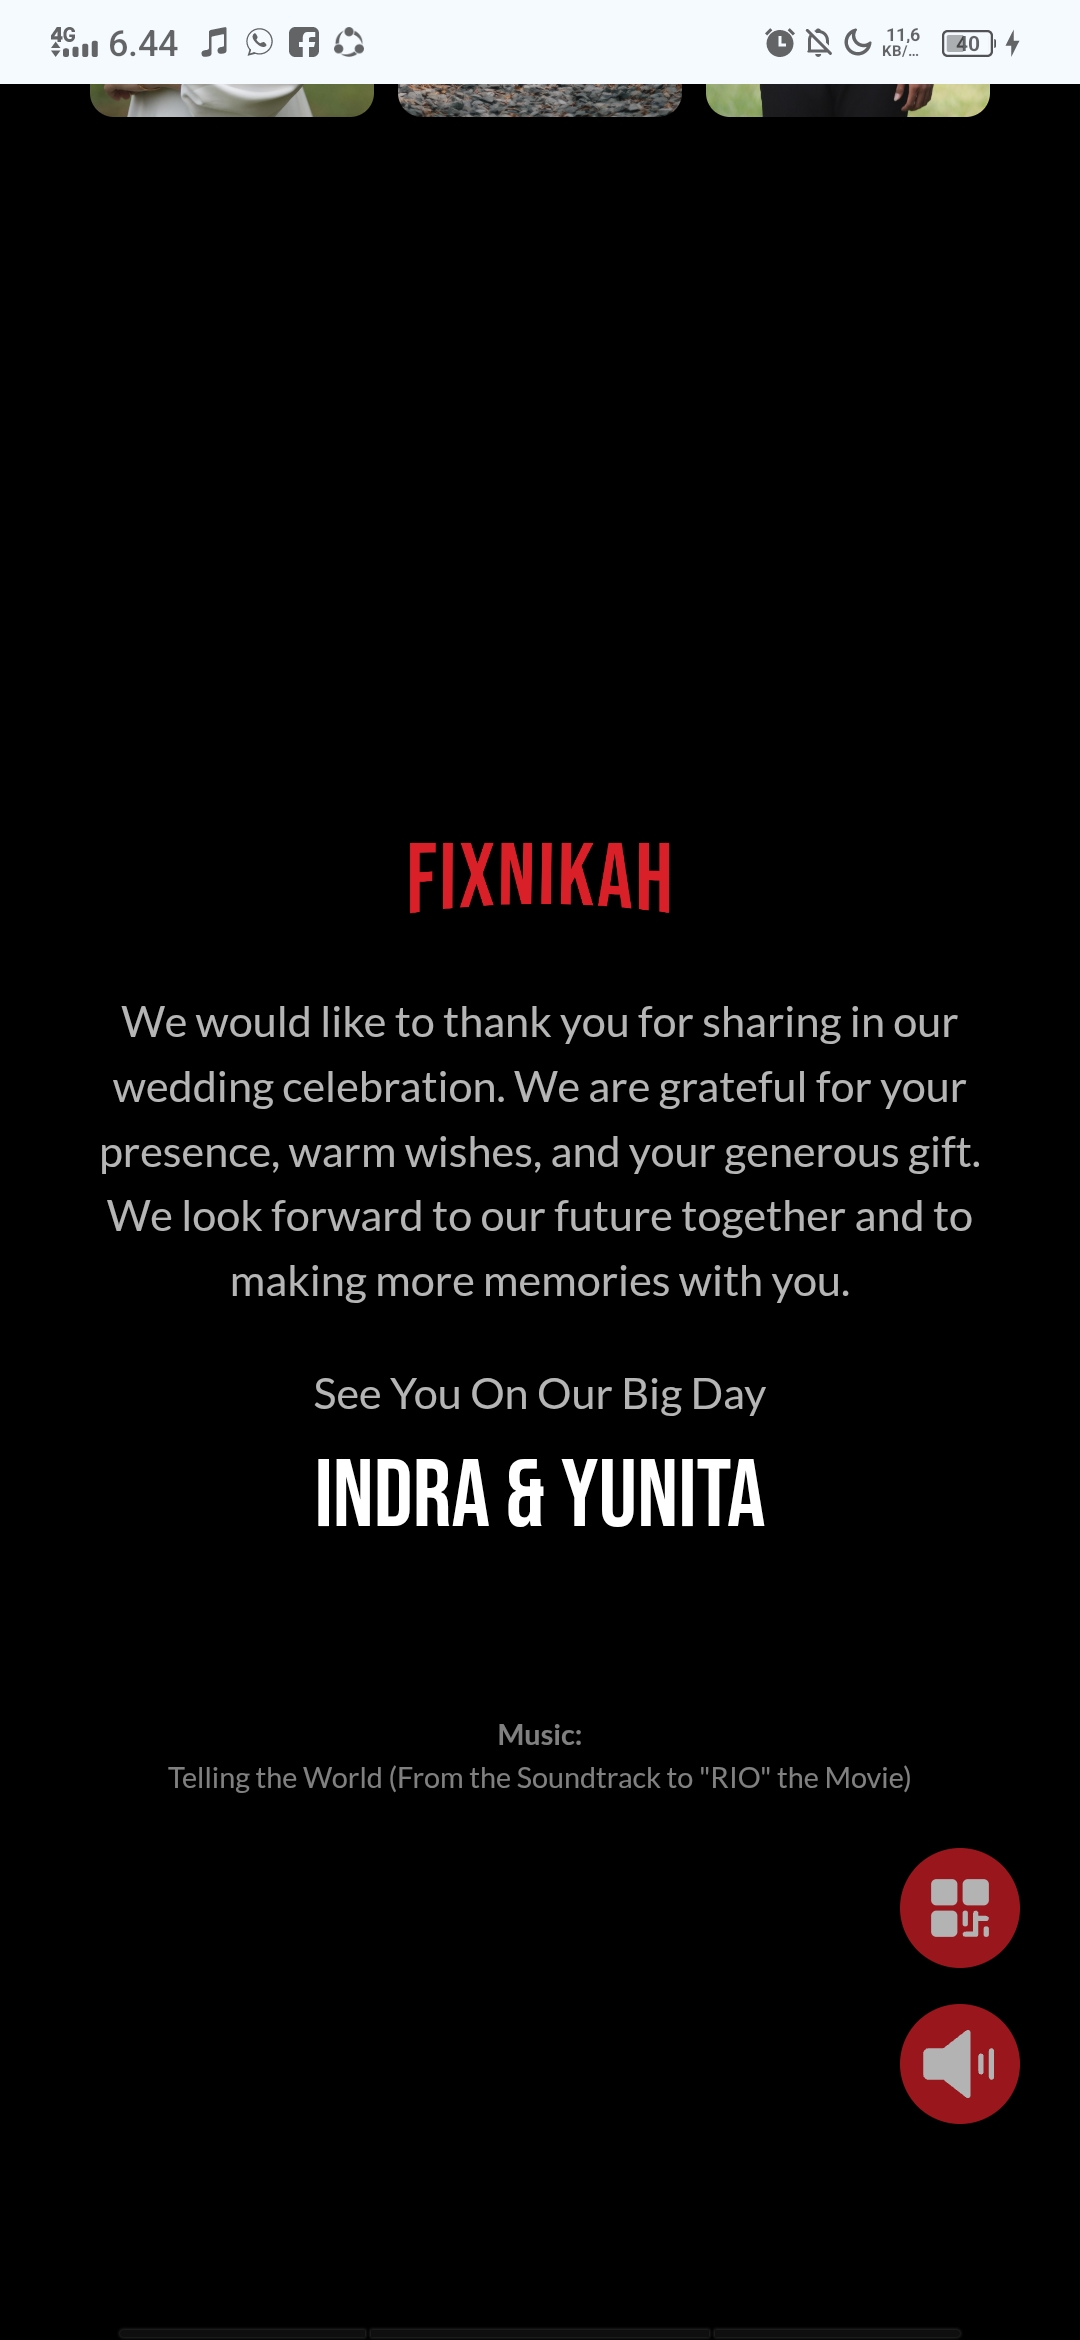 4G 6.44 11,6 KB/... 40
FIXNIKAH
We would like to thank you for sharing in our
wedding celebration. We are grateful for your
presence, warm wishes, and your generous gift.
We look forward to our future together and to
making more memories with you.
See You On Our Big Day
INDRA & YUNITA
Music:
Telling the World (From the Soundtrack to "RIO" the Movie)